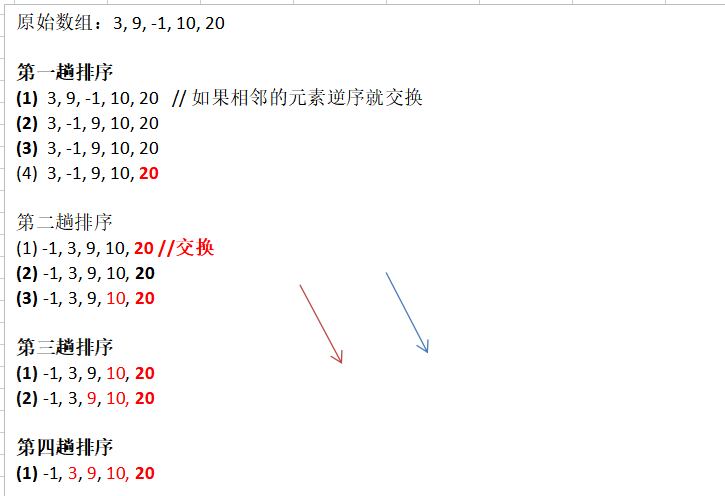 原始数组：3, 9, -1, 10, 20
第一趟排序
(1) 3, 9, -1, 10, 20 // 如果相邻的元素逆序就交换
(2) 3, -1, 9, 10, 20
(3) 3, -1, 9, 10, 20
(4) 3, -1, 9, 10, 20
第二趟排序
(1) -1, 3, 9, 10, 20 //交换
(2) -1, 3, 9, 10, 20
(3) -1, 3, 9, 10, 20
第三趟排序
(1) -1, 3, 9, 10, 20
(2) -1, 3, 9, 10, 20
第四趟排序
(1) -1, 3, 9, 10, 20